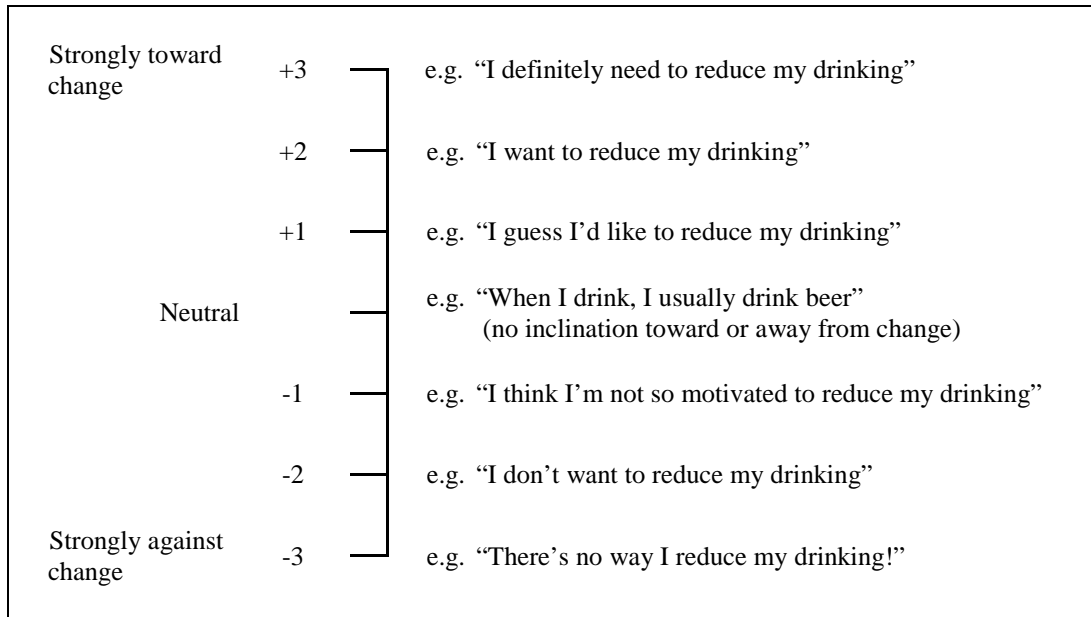 Strongly toward
change
+3
e.g. “I definitely need to reduce my drinking”
+2
e.g. “I want to reduce my drinking”
+1
e.g. “I guess I’d like to reduce my drinking”
Neutral
e.g. “When I drink, I usually drink beer”
(no inclination toward or away from change)
-1
e.g. “I think I’m not so motivated to reduce my drinking”
-2
e.g. “I don’t want to reduce my drinking”
Strongly against
change
-3
e.g. “There’s no way I reduce my drinking!”